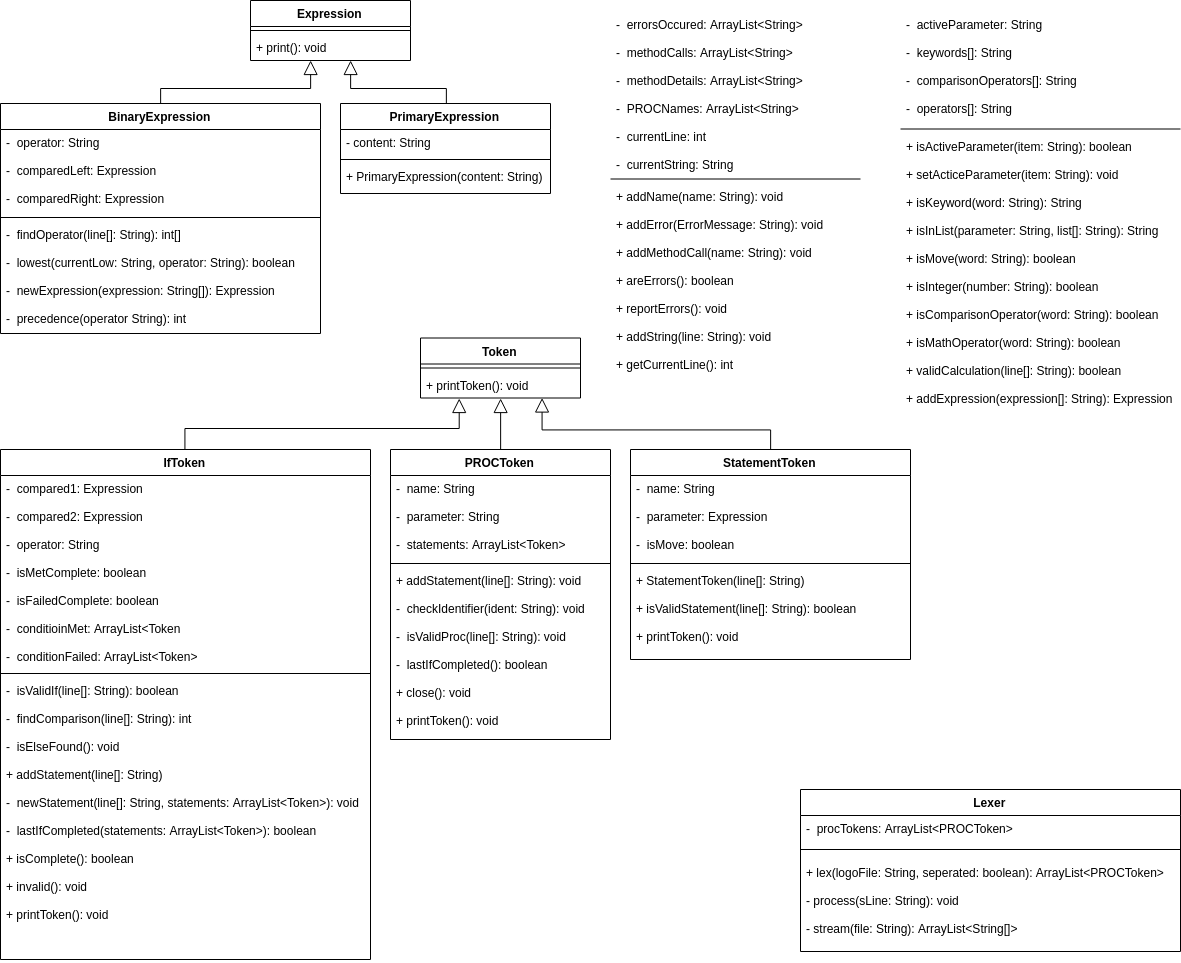 Expression
+ print(): void
BinaryExpression
- operator: String
- comparedLeft: Expression
- comparedRight: Expression
- findOperator(line[]: String): int[]
- lowest(currentLow: String, operator: String): boolean
- newExpression(expression: String[]): Expression
- precedence(operator String): int
PrimaryExpression
- content: String
+ PrimaryExpression(content: String)
- errorsOccured: ArrayList<String>
- methodCalls: ArrayList<String>
- methodDetails: ArrayList<String>
- PROCNames: ArrayList<String>
- currentLine: int
- currentString: String
+ addName(name: String): void
+ addError(ErrorMessage: String): void
+ addMethodCall(name: String): void
+ areErrors(): boolean
+ reportErrors(): void
+ addString(line: String): void
+ getCurrentLine(): int
- activeParameter: String
- keywords[]: String
- comparisonOperators[]: String
- operators[]: String
+ isActiveParameter(item: String): boolean
+ setActiceParameter(item: String): void
+ isKeyword(word: String): String
+ isInList(parameter: String, list[]: String): String
+ isMove(word: String): boolean
+ isInteger(number: String): boolean
+ isComparisonOperator(word: String): boolean
+ isMathOperator(word: String): boolean
+ validCalculation(line[]: String): boolean
+ addExpression(expression[]: String): Expression
Token
+ printToken(): void
IfToken
- compared1: Expression
- compared2: Expression
- operator: String
- isMetComplete: boolean
- isFailedComplete: boolean
- conditioinMet: ArrayList<Token
- conditionFailed: ArrayList<Token>
- isValidIf(line[]: String): boolean
- findComparison(line[]: String): int
- isElseFound(): void
+ addStatement(line[]: String)
- newStatement(line[]: String, statements: ArrayList<Token>): void
- lastIfCompleted(statements: ArrayList<Token>): boolean
+ isComplete(): boolean
+ invalid(): void
+ printToken(): void
PROCToken
- name: String
- parameter: String
- statements: ArrayList<Token>
+ addStatement(line[]: String): void
- checkIdentifier(ident: String): void
- isValidProc(line[]: String): void
- lastIfCompleted(): boolean
+ close(): void
+ printToken(): void
StatementToken
- name: String
- parameter: Expression
- isMove: boolean
+ StatementToken(line[]: String)
+ isValidStatement(line[]: String): boolean
+ printToken(): void
Lexer
- procTokens: ArrayList<PROCToken>
+ lex(logoFile: String, seperated: boolean): ArrayList<PROCToken>
- process(sLine: String): void
- stream(file: String): ArrayList<String[]>